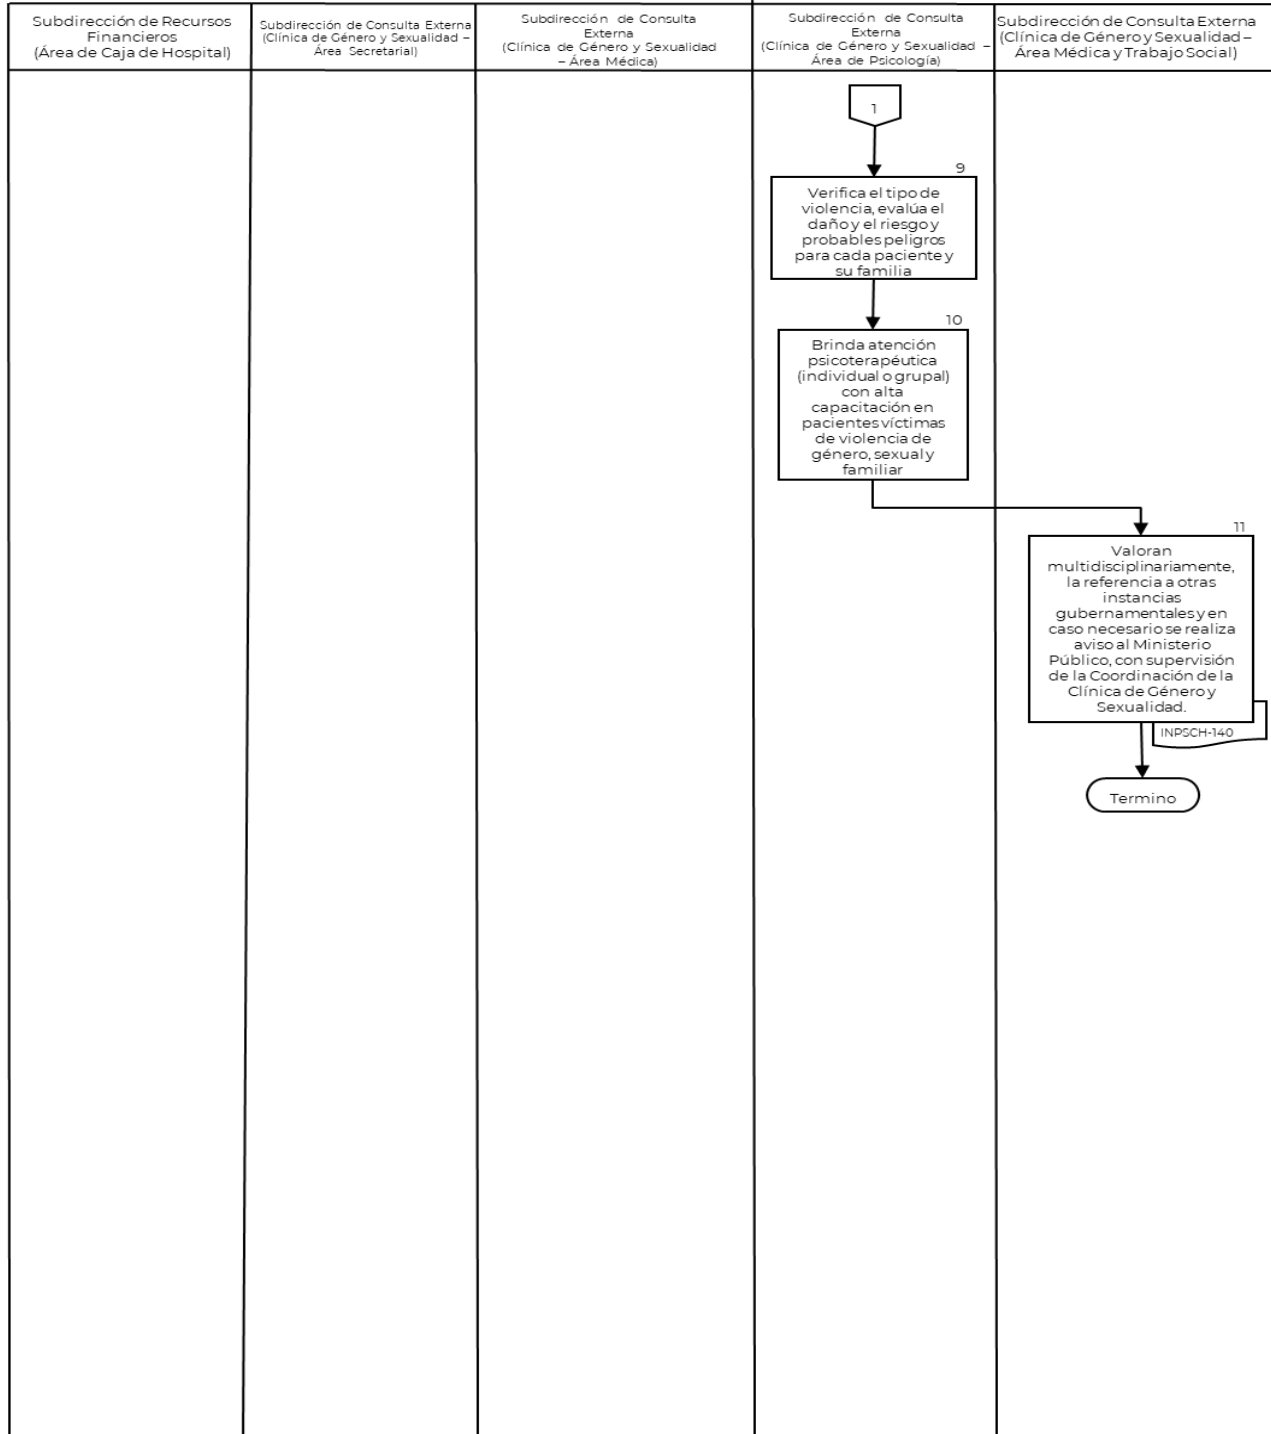 Subdirección de Recursos
Financieros
(Área de Caja de Hospital)
Subdirección de Consulta Externa
(Clínica de Género y Sexualidad –
Área Secretarial)
Subdirección de Consulta
Externa
(Clínica de Género y Sexualidad
– Área Médica)
Subdirección de Consulta
Externa
(Clínica de Género y Sexualidad –
Área de Psicología)
Subdirección de Consulta Externa
(Clínica de Género y Sexualidad –
Área Médica y Trabajo Social)
1
9
Verifica el tipo de
violencia, evalúa el
daño y el riesgo y
probables peligros
para cada paciente y
su familia
10
Brinda atención
psicoterapéutica
(individual o grupal)
con alta
capacitación en
pacientes víctimas
de violencia de
género, sexual y
familiar
11
Valoran
multidisciplinariamente,
la referencia a otras
instancias
gubernamentales y en
caso necesario se realiza
aviso al Ministerio
Público, con supervisión
de la Coordinación de la
Clínica de Género y
Sexualidad.
INPSCH-140
Termino